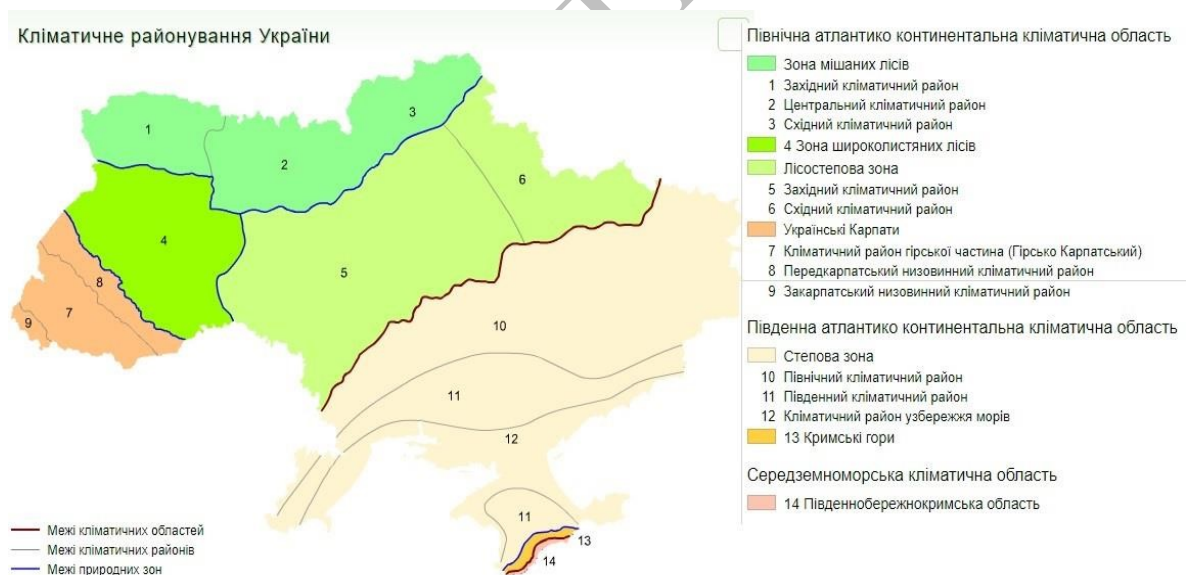 Кліматичне районування України
1
2
3
4
5
6
7
8
9
10
11
12
11
13
14
Межі кліматичних областей
Межі кліматичних районів
Межі природних зон
Північна атлантико континентальна кліматична область
Зона мішаних лісів
1 Західний кліматичний район
2 Центральний кліматичний район
3 Східний кліматичний район
4 Зона широколистяних лісів
Лісостепова зона
5 Західний кліматичний район
6 Східний кліматичний район
Українські Карпати
7 Кліматичний район гірської частина (Гірсько Карпатський)
8 Передкарпатський низовинний кліматичний район
9 Закарпатський низовинний кліматичний район
Південна атлантико континентальна кліматична область
Степова зона
10 Північний кліматичний район
11 Південний кліматичний район
12 Кліматичний район узбережжя морів
13 Кримські гори
Середземноморська кліматична область
14 Південнобережнокримська область